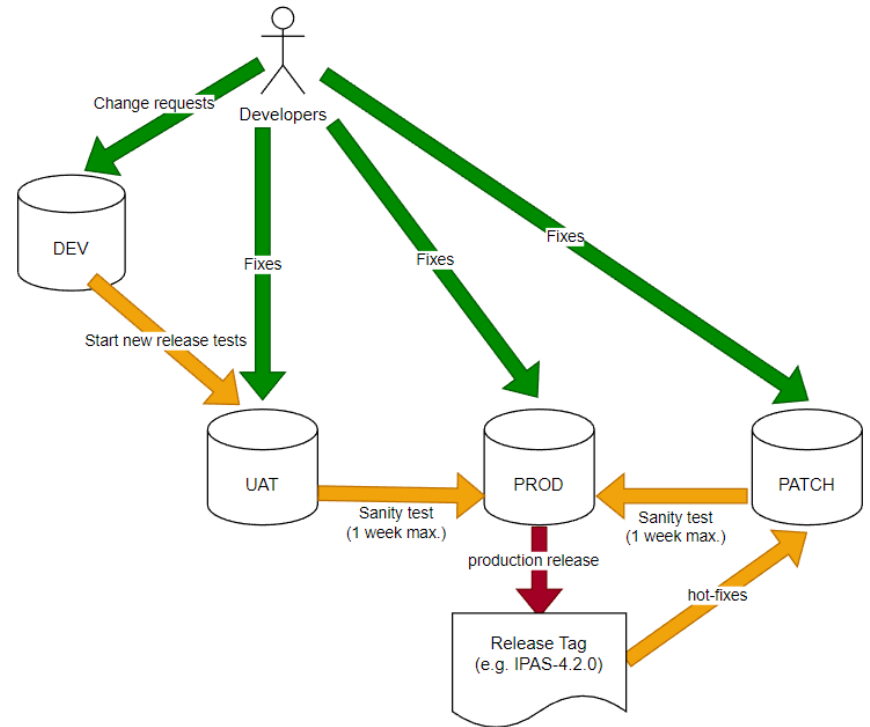 Developers
Change requests
DEV
Fixes
Fixes
Fixes
Start new release tests
UAT
PROD
PATCH
Sanity test
(1 week max.)
Sanity test
(1 week max.)
production release
hot-fixes
Release Tag
(e.g. IPAS-4.2.0)